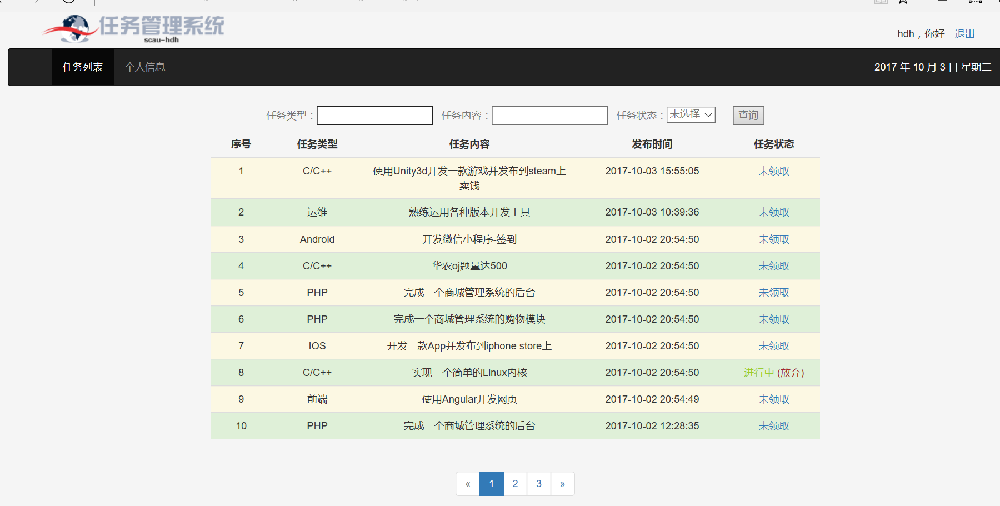 任务管理系统
scau-hdh
hdh，你好 退出
任务列表 个人信息 2017 年 10 月 3 日 星期二
任务类型： 任务内容： 任务状态： 未选择 查询
序号 任务类型 任务内容 发布时间 任务状态
1 C/C++ 使用Unity3d开发一款游戏并发布到steam上 2017-10-03 15:55:05 未领取
卖钱
2 运维 熟练运用各种版本开发工具 2017-10-03 10:39:36 未领取
3 Android 开发微信小程序-签到 2017-10-02 20:54:50 未领取
4 C/C++ 华农oj题量达500 2017-10-02 20:54:50 未领取
5 PHP 完成一个商城管理系统的后台 2017-10-02 20:54:50 未领取
6 PHP 完成一个商城管理系统的购物模块 2017-10-02 20:54:50 未领取
7 IOS 开发一款App并发布到iphone store上 2017-10-02 20:54:50 未领取
8 C/C++ 实现一个简单的Linux内核 2017-10-02 20:54:50 进行中 (放弃)
9 前端 使用Angular开发网页 2017-10-02 20:54:49 未领取
10 PHP 完成一个商城管理系统的后台 2017-10-02 12:28:35 未领取
« 1 2 3 »